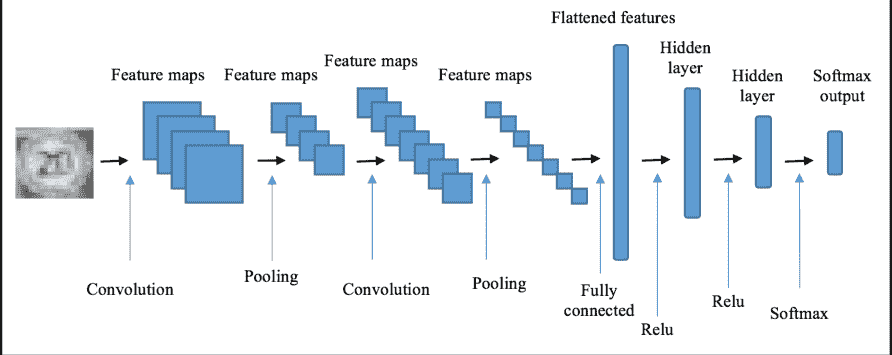 Flattened features
Feature maps
Feature maps
Feature maps
Feature maps
Hidden
layer
Hidden
layer
Softmax
output
Convolution
Pooling
Convolution
Pooling
Fully
connected
Relu
Relu
Softmax